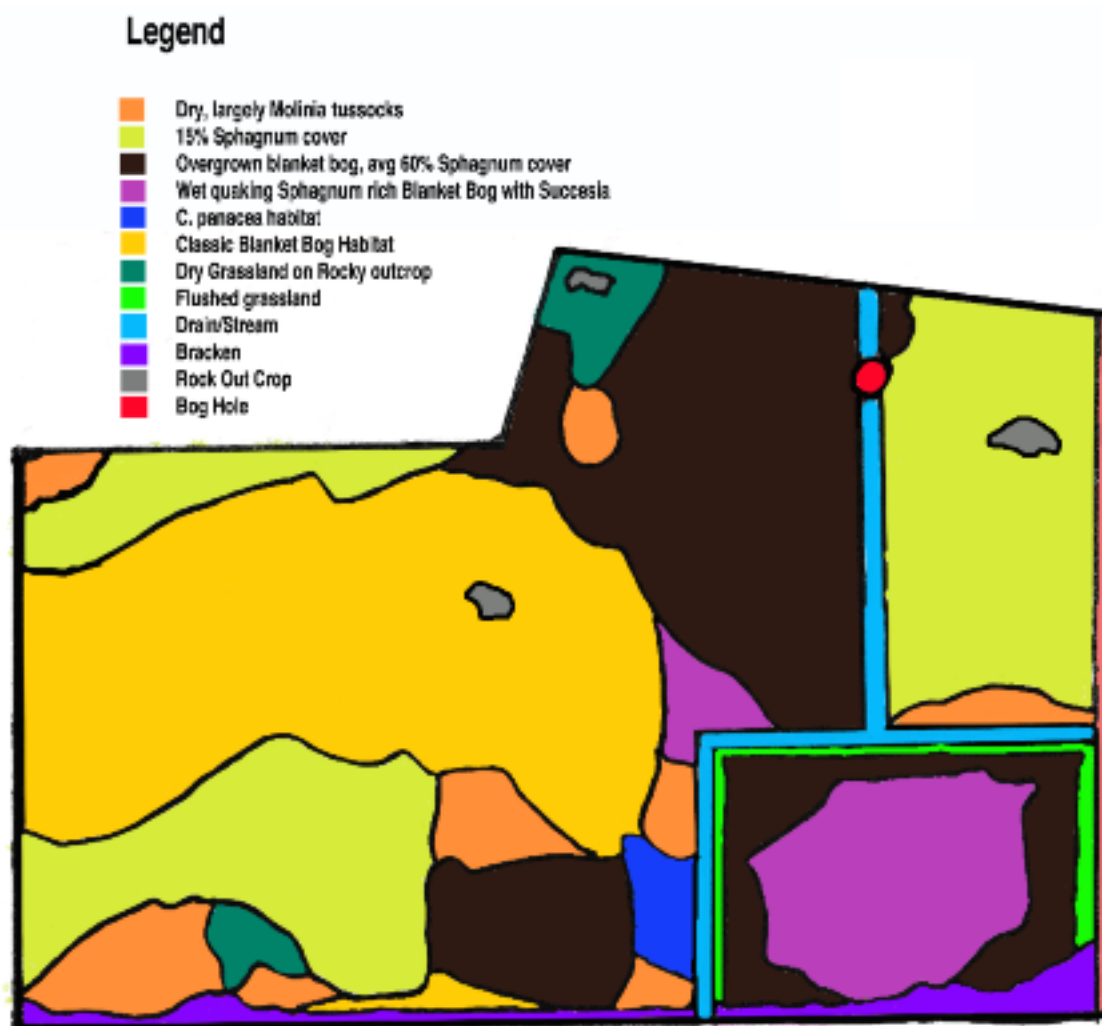 Legend
Dry, largely Molinia tussocks
15% Sphagnum cover
Overgrown blanket bog, avg 60% Sphagnum cover
Wet quaking Sphagnum rich Blanket Bog with Succesia
C. panacea habitat
Classic Blanket Bog Habitat
Dry Grassland on Rocky outcrop
Flushed grassland
Drain/Stream
Bracken
Rock Out Crop
Bog Hole